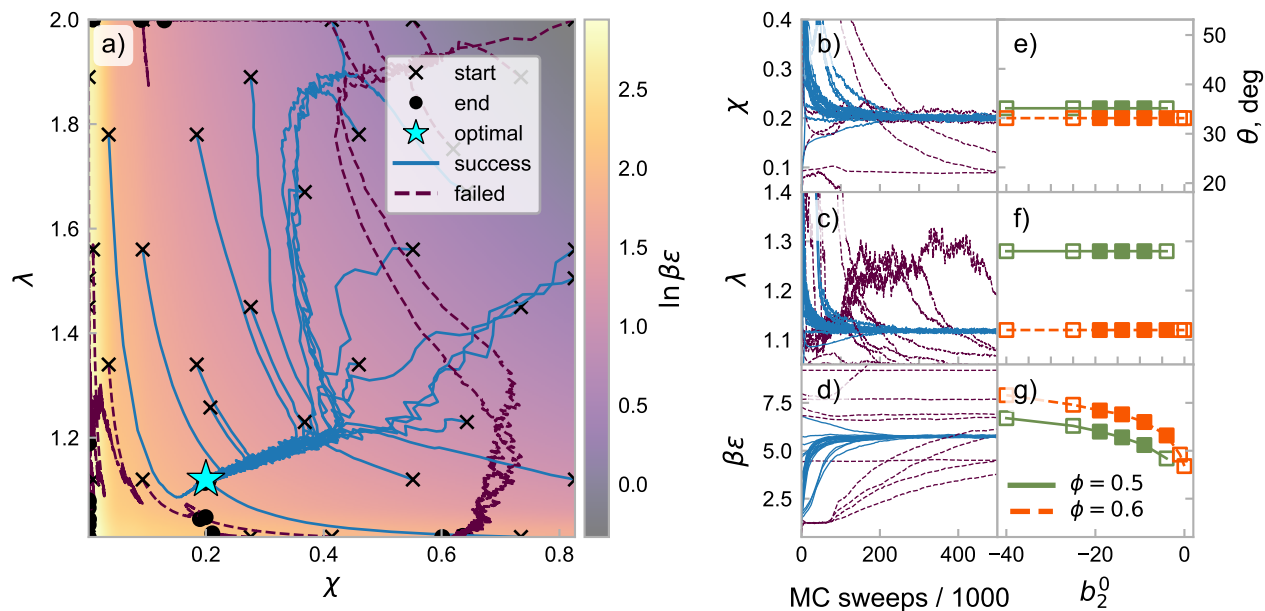 a)
2.0
1.8
1.6
1.4
1.2
λ
0.2
0.4
0.6
0.8
χ
start
end
optimal
success
failed
2.5
2.0
1.5
1.0
0.5
0.0
ln βε
b)
0.4
0.3
0.2
0.1
χ
e)
50
40
30
20
θ, deg
c)
1.4
1.3
1.2
1.1
λ
f)
d)
7.5
5.0
2.5
βε
g)
ϕ = 0.5
ϕ = 0.6
0
200
400
MC sweeps / 1000
−40
−20
0
b₂⁰